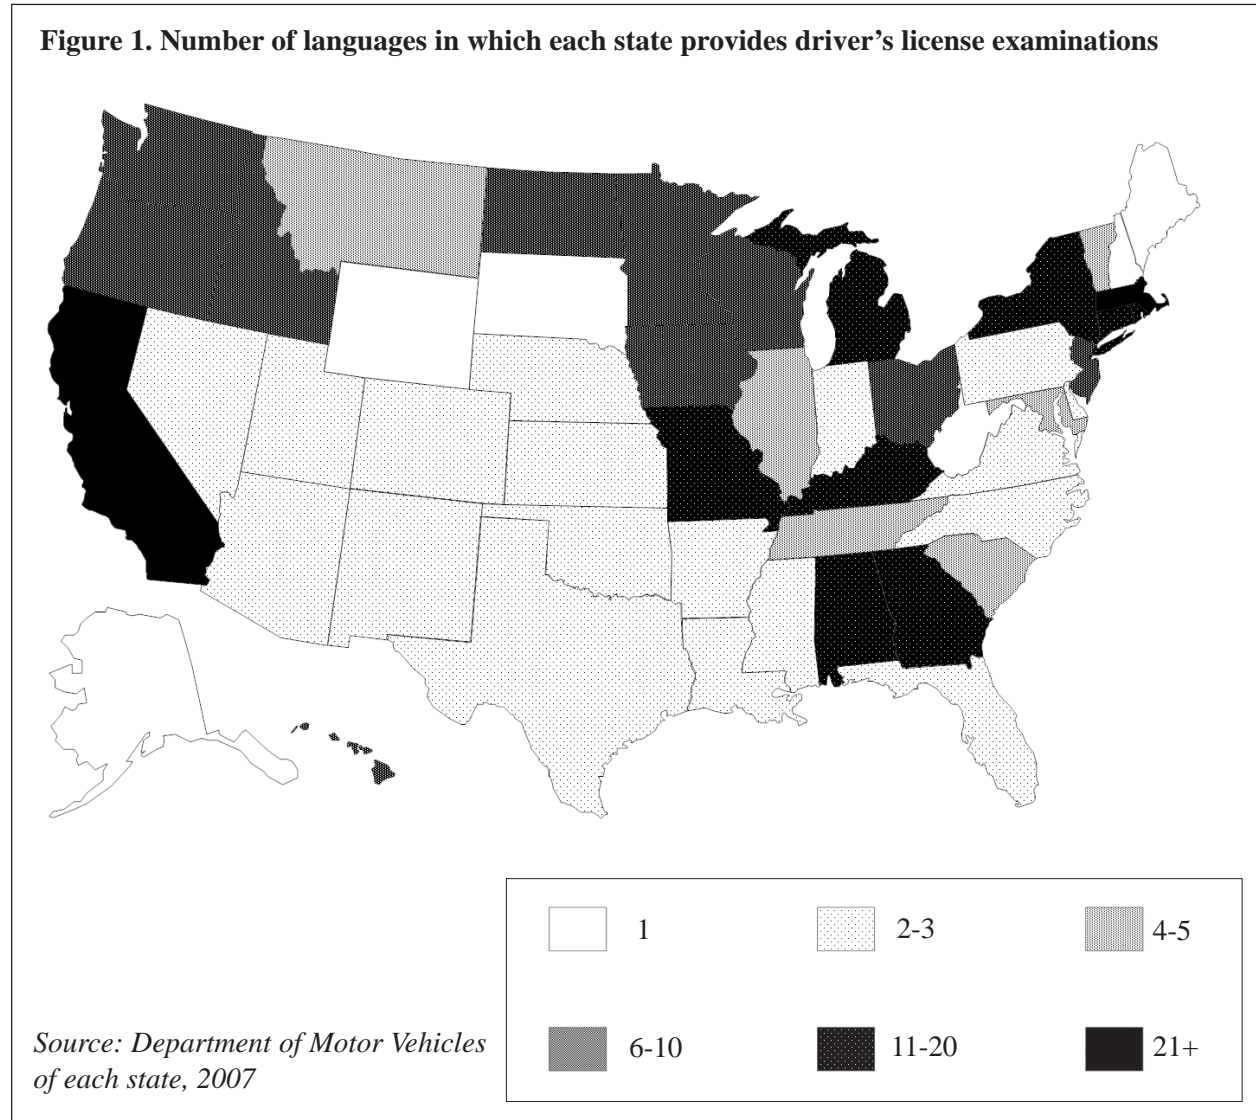 Figure 1. Number of languages in which each state provides driver's license examinations
1
2-3
4-5
6-10
11-20
21+
Source: Department of Motor Vehicles
of each state, 2007